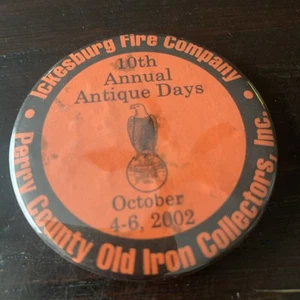 Ickesburg Fire Company
10th
Annual
Antique Days
October
4-6, 2002
Perry County Old Iron Collectors, Inc.